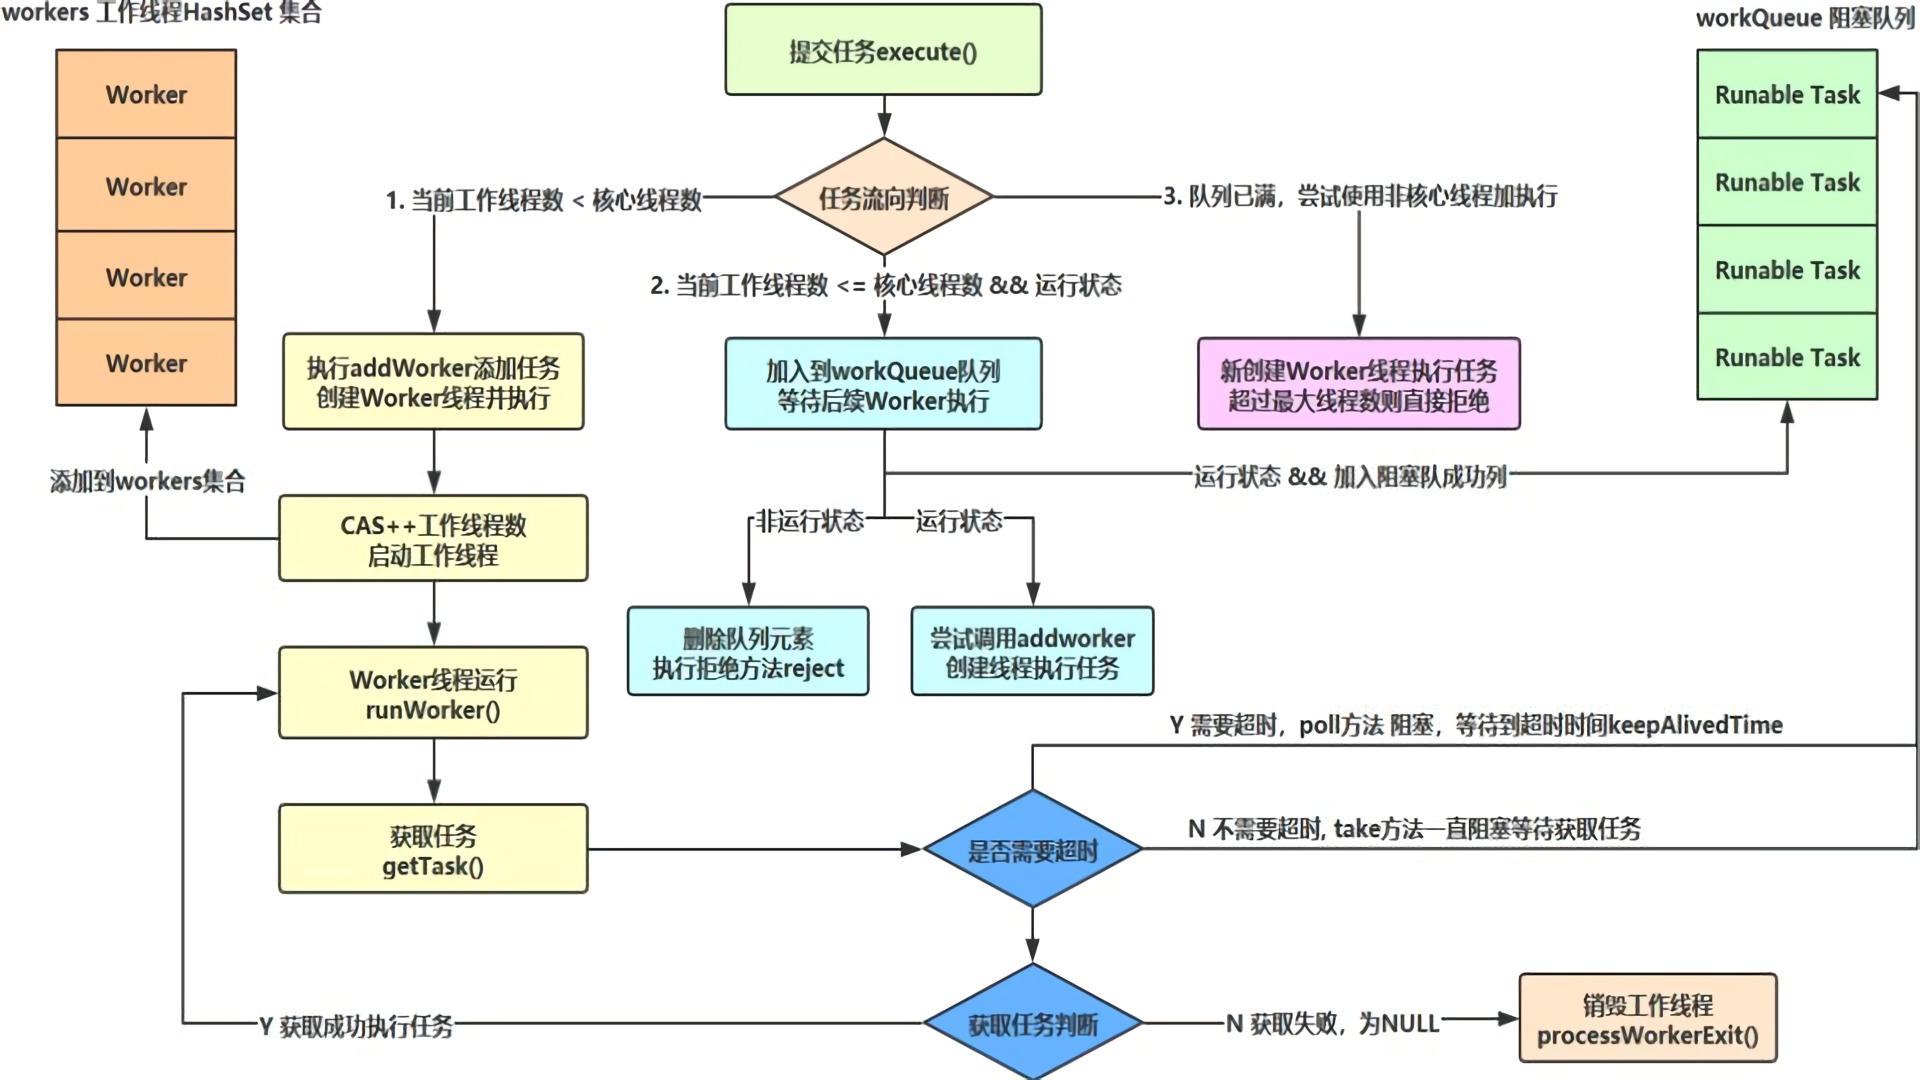 workers 工作线程HashSet 集合
workQueue 阻塞队列
提交任务execute()
Worker
Worker
Worker
Worker
Runable Task
Runable Task
Runable Task
Runable Task
任务流向判断
1. 当前工作线程数 < 核心线程数
3. 队列已满，尝试使用非核心线程加执行
2. 当前工作线程数 <= 核心线程数 && 运行状态
执行addWorker添加任务
创建Worker线程并执行
加入到workQueue队列
等待后续Worker执行
新创建Worker线程执行任务
超过最大线程数则直接拒绝
添加到workers集合
运行状态 && 加入阻塞队成功列
CAS++工作线程数
启动工作线程
非运行状态
运行状态
删除队列元素
执行拒绝方法reject
尝试调用addworker
创建线程执行任务
Worker线程运行
runWorker()
Y 需要超时，poll方法 阻塞，等待到超时时间keepAlivedTime
获取任务
getTask()
是否需要超时
N 不需要超时, take方法一直阻塞等待获取任务
Y 获取成功执行任务
获取任务判断
N 获取失败，为NULL
销毁工作线程
processWorkerExit()